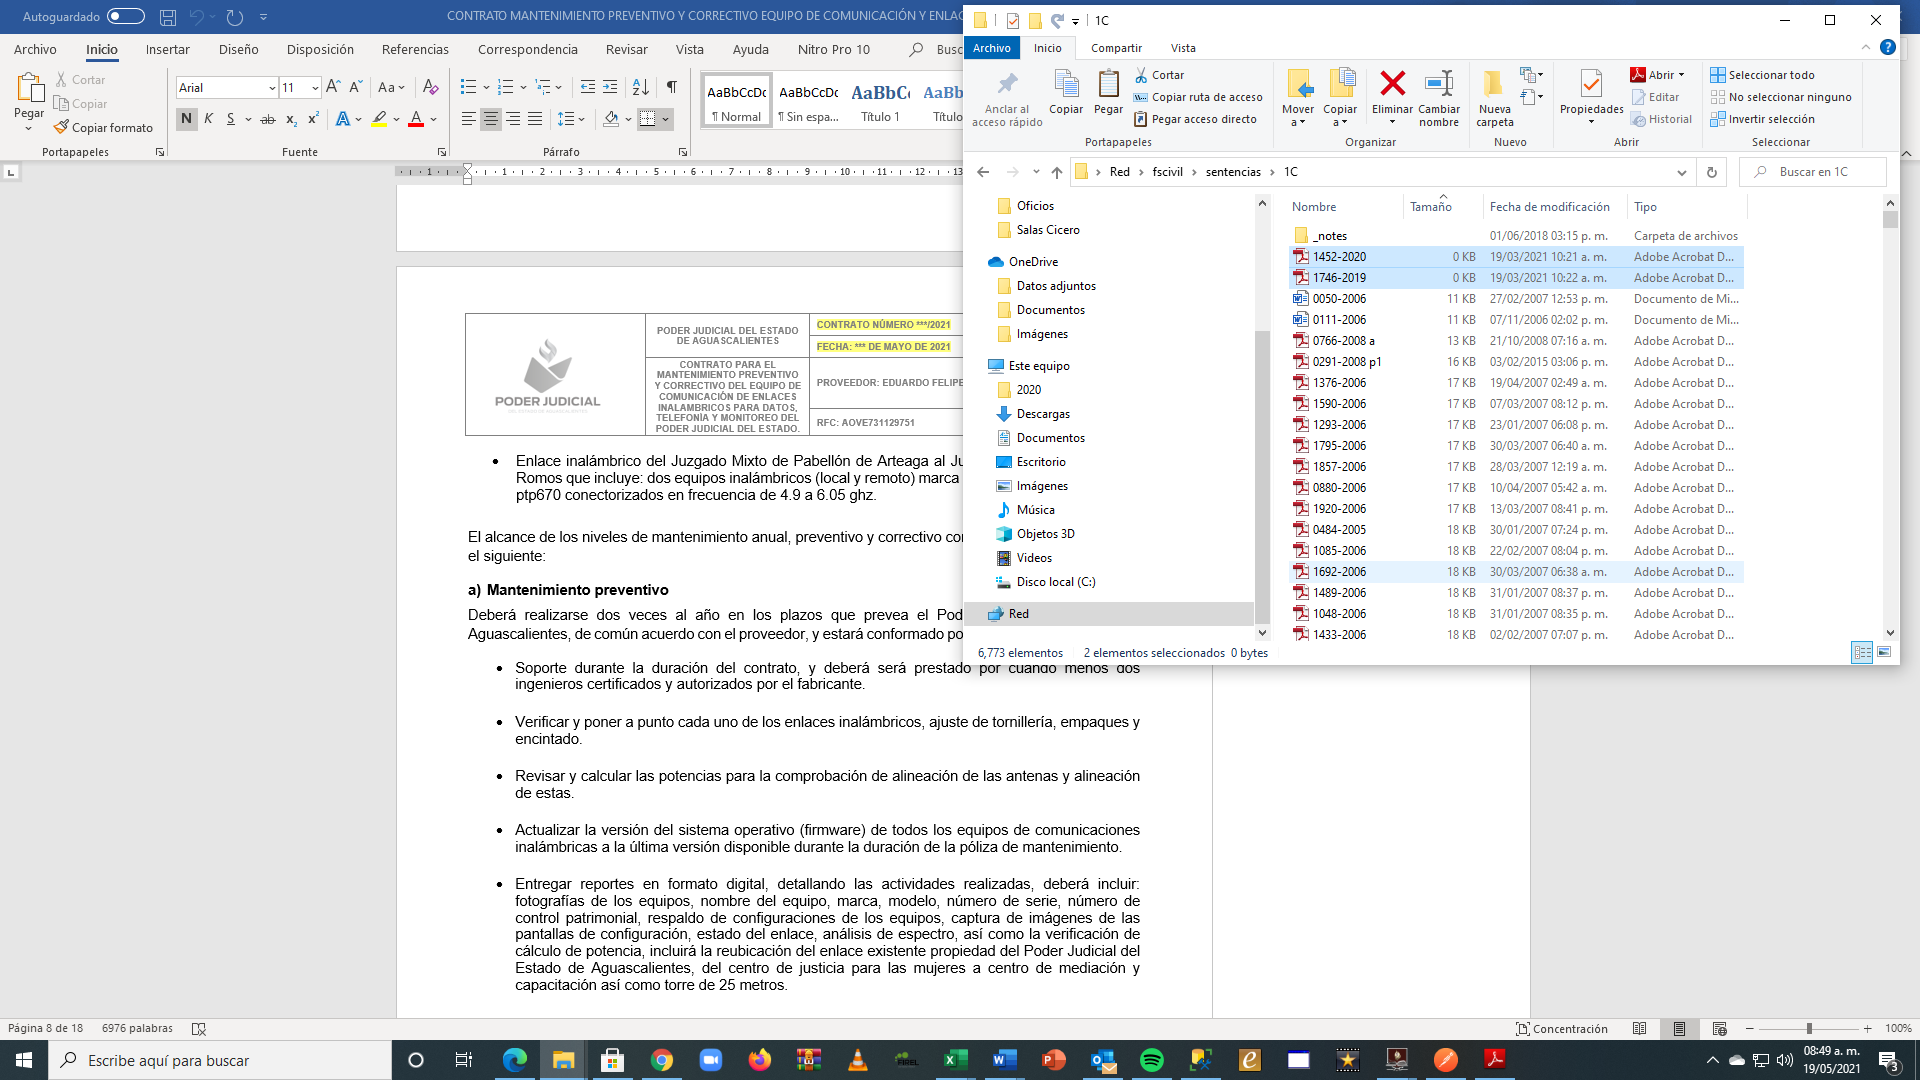 Autoguardado
CONTRATO MANTENIMIENTO PREVENTIVO Y CORRECTIVO EQUIPO DE COMUNICACIÓN Y ENLAC
Archivo Inicio Insertar Diseño Disposición Referencias Correspondencia Revisar Vista Ayuda Nitro Pro 10 Busc
Pegar
Cortar
Copiar
Copiar formato
Portapapeles
Arial 11
N K S ab x₂ x²
Fuente
Párrafo
AaBbCcDc AaBbCcDc AaBbC AaBbC
¶ Normal ¶ Sin espa... Título 1 Título
1 1 2 3 4 5 6 7 8 9 10 11 12 13
PODER JUDICIAL
PODER JUDICIAL DEL ESTADO
DE AGUASCALIENTES
CONTRATO PARA EL
MANTENIMIENTO PREVENTIVO
Y CORRECTIVO DEL EQUIPO DE
COMUNICACIÓN DE ENLACES
INALAMBRICOS PARA DATOS,
TELEFONÍA Y MONITOREO DEL
PODER JUDICIAL DEL ESTADO.
CONTRATO NÚMERO ***/2021
FECHA: *** DE MAYO DE 2021
PROVEEDOR: EDUARDO FELIPE
RFC: AOVE731129751
• Enlace inalámbrico del Juzgado Mixto de Pabellón de Arteaga al Ju
Romos que incluye: dos equipos inalámbricos (local y remoto) marca
ptp670 conectorizados en frecuencia de 4.9 a 6.05 ghz.
El alcance de los niveles de mantenimiento anual, preventivo y correctivo con
el siguiente:
a) Mantenimiento preventivo
Deberá realizarse dos veces al año en los plazos que prevea el Pod
Aguascalientes, de común acuerdo con el proveedor, y estará conformado po
• Soporte durante la duración del contrato, y deberá será prestado por cuando menos dos
ingenieros certificados y autorizados por el fabricante.
• Verificar y poner a punto cada uno de los enlaces inalámbricos, ajuste de tornillería, empaques y
encintado.
• Revisar y calcular las potencias para la comprobación de alineación de las antenas y alineación
de estas.
• Actualizar la versión del sistema operativo (firmware) de todos los equipos de comunicaciones
inalámbricas a la última versión disponible durante la duración de la póliza de mantenimiento.
• Entregar reportes en formato digital, detallando las actividades realizadas, deberá incluir:
fotografías de los equipos, nombre del equipo, marca, modelo, número de serie, número de
control patrimonial, respaldo de configuraciones de los equipos, captura de imágenes de las
pantallas de configuración, estado del enlace, análisis de espectro, así como la verificación de
cálculo de potencia, incluirá la reubicación del enlace existente propiedad del Poder Judicial del
Estado de Aguascalientes, del centro de justicia para las mujeres a centro de mediación y
capacitación así como torre de 25 metros.
Página 8 de 18 6976 palabras
Concentración 100%
1C
Archivo Inicio Compartir Vista
Anclar al
acceso rápido
Copiar
Pegar
Cortar
Copiar ruta de acceso
Pegar acceso directo
Portapapeles
Mover
a
Copiar
a
Eliminar
Cambiar
nombre
Organizar
Nueva
carpeta
Nuevo
Propiedades
Abrir
Editar
Historial
Abrir
Seleccionar todo
No seleccionar ninguno
Invertir selección
Seleccionar
Red fscivil sentencias 1C
Buscar en 1C
Oficios
Salas Cicero
OneDrive
Datos adjuntos
Documentos
Imágenes
Este equipo
2020
Descargas
Documentos
Escritorio
Imágenes
Música
Objetos 3D
Videos
Disco local (C:)
Red
Nombre Tamaño Fecha de modificación Tipo
_notes 01/06/2018 03:15 p. m. Carpeta de archivos
1452-2020 0 KB 19/03/2021 10:21 a. m. Adobe Acrobat D...
1746-2019 0 KB 19/03/2021 10:22 a. m. Adobe Acrobat D...
0050-2006 11 KB 27/02/2007 12:53 p. m. Documento de Mi...
0111-2006 11 KB 07/11/2006 02:02 p. m. Documento de Mi...
0766-2008 a 13 KB 21/10/2008 07:16 a. m. Adobe Acrobat D...
0291-2008 p1 16 KB 03/02/2015 03:06 p. m. Adobe Acrobat D...
1376-2006 17 KB 19/04/2007 02:49 a. m. Adobe Acrobat D...
1590-2006 17 KB 07/03/2007 08:12 p. m. Adobe Acrobat D...
1293-2006 17 KB 23/01/2007 06:08 p. m. Adobe Acrobat D...
1795-2006 17 KB 30/03/2007 06:40 a. m. Adobe Acrobat D...
1857-2006 17 KB 28/03/2007 12:19 a. m. Adobe Acrobat D...
0880-2006 17 KB 10/04/2007 05:42 a. m. Adobe Acrobat D...
1920-2006 17 KB 13/03/2007 08:41 p. m. Adobe Acrobat D...
0484-2005 18 KB 30/01/2007 07:24 p. m. Adobe Acrobat D...
1085-2006 18 KB 22/02/2007 08:04 p. m. Adobe Acrobat D...
1692-2006 18 KB 30/03/2007 06:38 a. m. Adobe Acrobat D...
1489-2006 18 KB 31/01/2007 08:37 p. m. Adobe Acrobat D...
1048-2006 18 KB 31/01/2007 08:35 p. m. Adobe Acrobat D...
1433-2006 18 KB 02/02/2007 07:07 p. m. Adobe Acrobat D...
6,773 elementos 2 elementos seleccionados 0 bytes
Escribe aquí para buscar
08:49 a. m.
19/05/2021
3